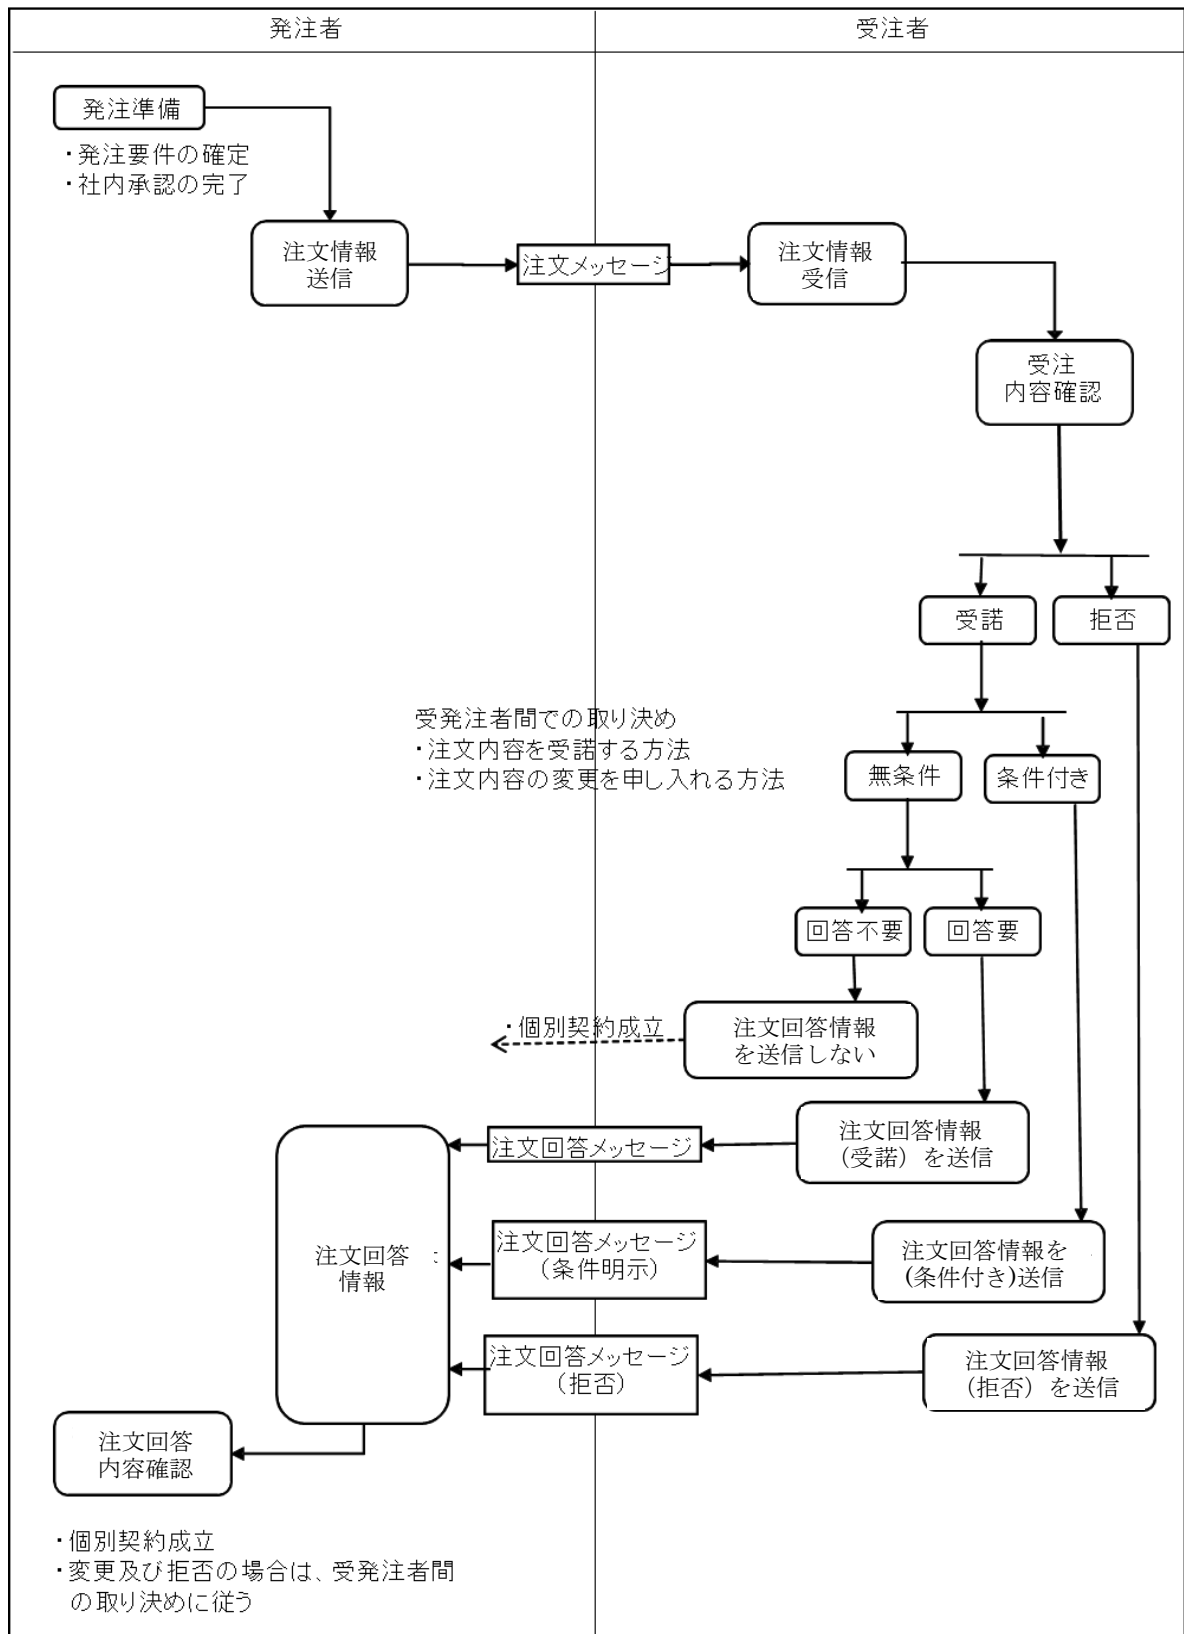 発注者
受注者
発注準備
・発注要件の確定
・社内承認の完了
注文情報
送信
注文メッセージ
注文情報
受信
受注
内容確認
受諾
拒否
受発注者間での取り決め
・注文内容を受諾する方法
・注文内容の変更を申し入れる方法
無条件
条件付き
回答不要
回答要
・個別契約成立
注文回答情報
を送信しない
注文回答メッセージ
注文回答情報
(受諾）を送信
注文回答
情報
注文回答メッセージ
(条件明示)
注文回答情報を
(条件付き)送信
注文回答メッセージ
(拒否)
注文回答情報
(拒否）を送信
注文回答
内容確認
・個別契約成立
・変更及び拒否の場合は、受発注者間
の取り決めに従う